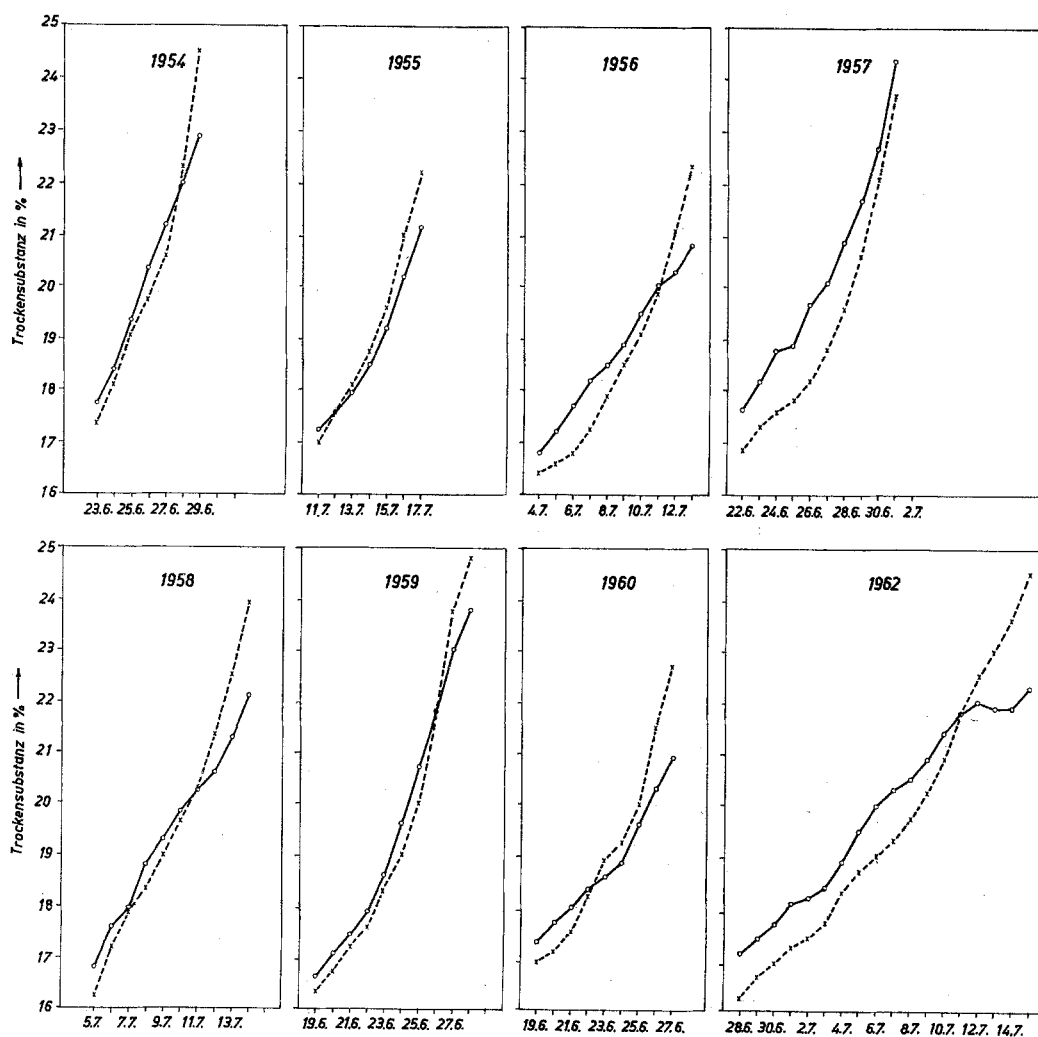 25
24
23
22
21
20
19
18
17
16
Trockensubstanz in %
1954
23.6. 25.6. 27.6. 29.6.
1955
11.7. 13.7. 15.7. 17.7.
1956
4.7. 6.7. 8.7. 10.7. 12.7.
1957
22.6. 24.6. 26.6. 28.6. 30.6. 2.7.
25
24
23
22
21
20
19
18
17
16
Trockensubstanz in %
1958
5.7. 7.7. 9.7. 11.7. 13.7.
1959
19.6. 21.6. 23.6. 25.6. 27.6.
1960
19.6. 21.6. 23.6. 25.6. 27.6.
1962
28.6. 30.6. 2.7. 4.7. 6.7. 8.7. 10.7. 12.7. 14.7.